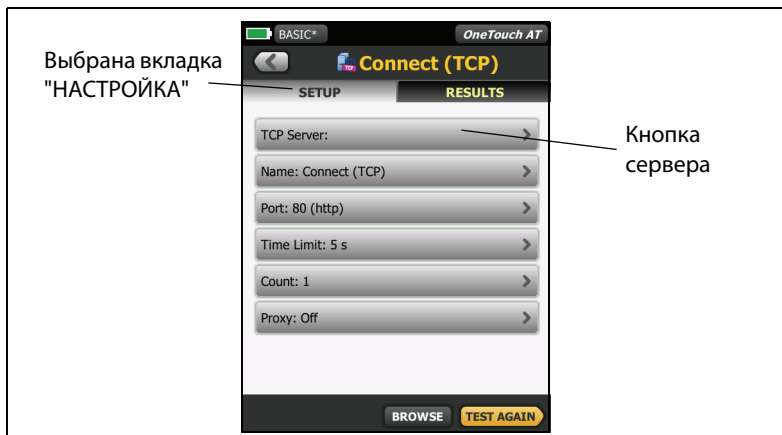 BASIC*
OneTouch AT
Connect (TCP)
TCP
SETUP
RESULTS
Выбрана вкладка
"НАСТРОЙКА"
TCP Server:
Кнопка
сервера
Name: Connect (TCP)
Port: 80 (http)
Time Limit: 5 s
Count: 1
Proxy: Off
BROWSE
TEST AGAIN